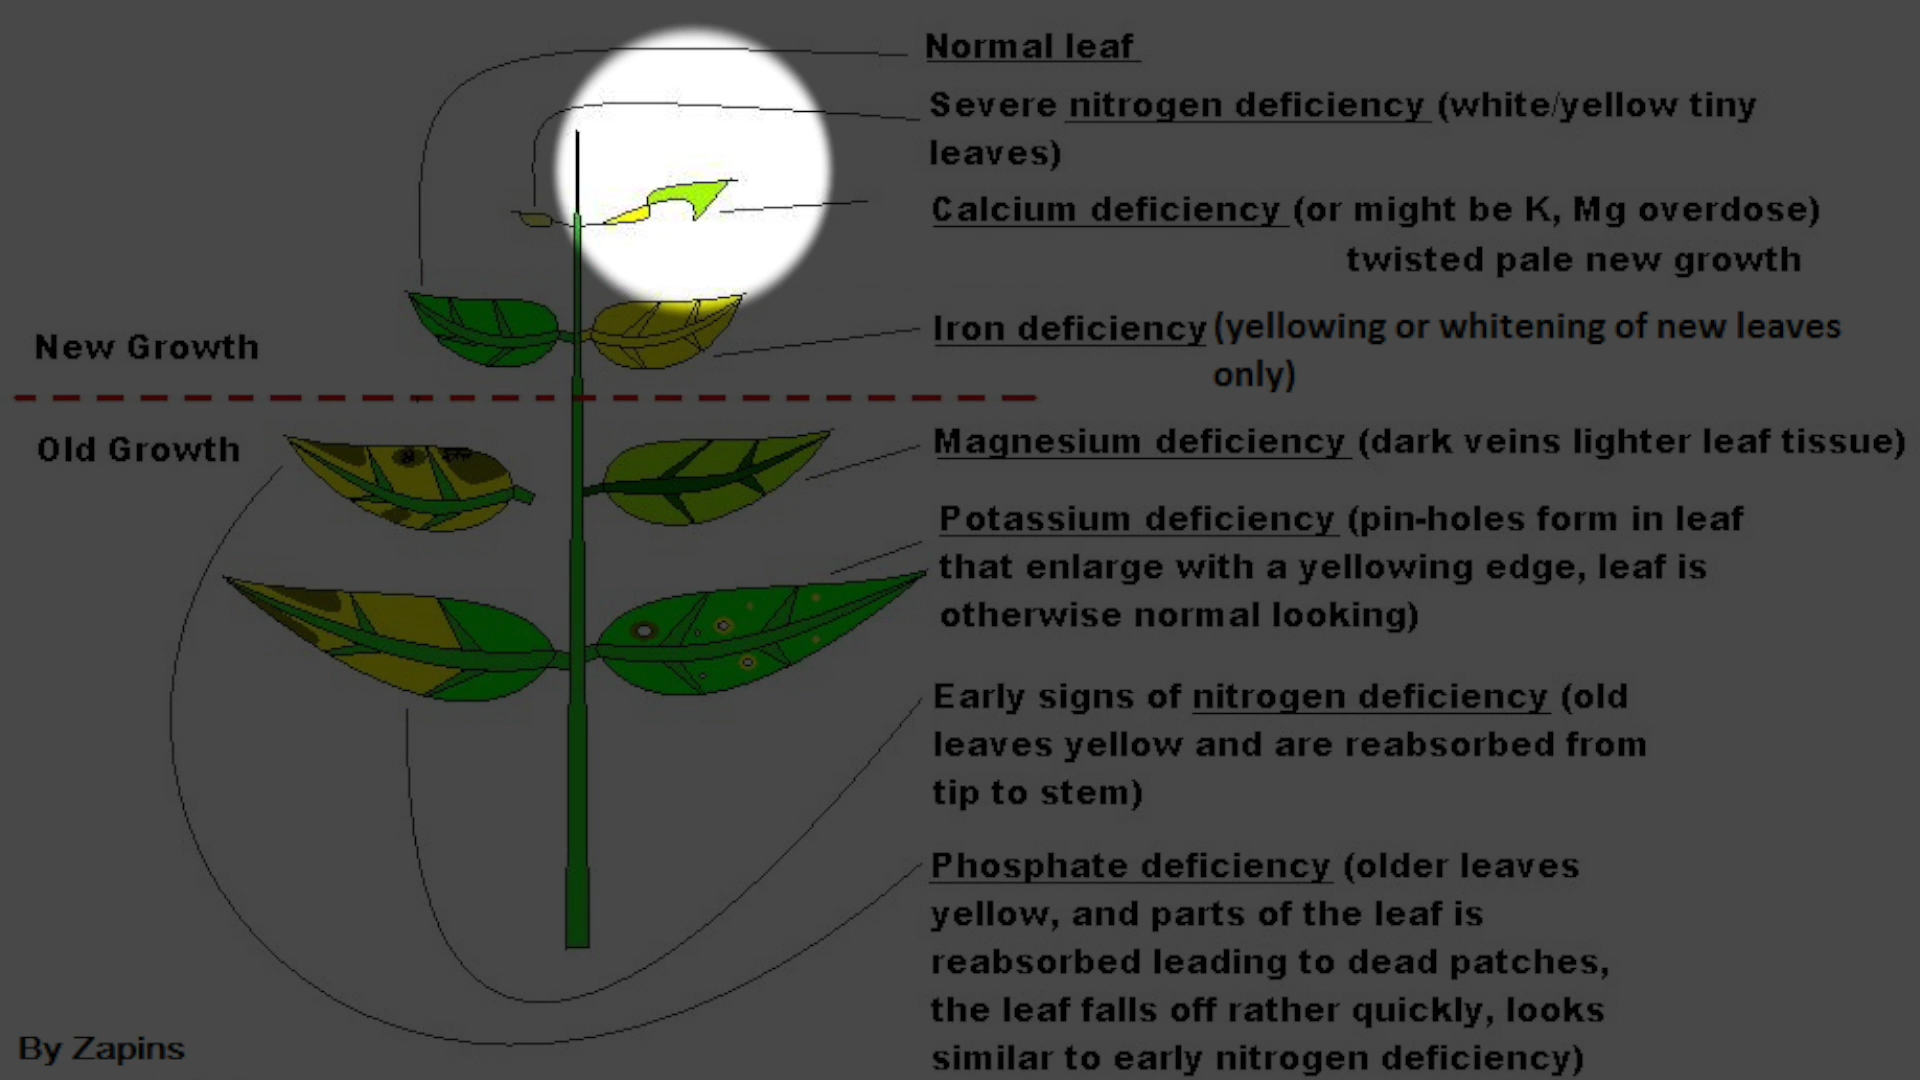 Normal leaf
Severe nitrogen deficiency (white/yellow tiny
leaves)
Calcium deficiency (or might be K, Mg overdose)
twisted pale new growth
New Growth
Iron deficiency (yellowing or whitening of new leaves
only)
Old Growth
Magnesium deficiency (dark veins lighter leaf tissue)
Potassium deficiency (pin-holes form in leaf
that enlarge with a yellowing edge, leaf is
otherwise normal looking)
Early signs of nitrogen deficiency (old
leaves yellow and are reabsorbed from
tip to stem)
Phosphate deficiency (older leaves
yellow, and parts of the leaf is
reabsorbed leading to dead patches,
the leaf falls off rather quickly, looks
similar to early nitrogen deficiency)
By Zapins